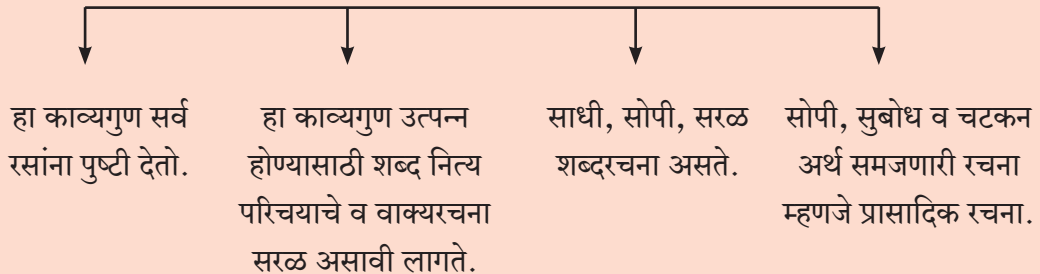 हा काव्यगुण सर्व
रसांना पुष्टी देतो.
हा काव्यगुण उत्पन्न
होण्यासाठी शब्द नित्य
परिचयाचे व वाक्यरचना
सरळ असावी लागते.
साधी, सोपी, सरळ
शब्दरचना असते.
सोपी, सुबोध व चटकन
अर्थ समजणारी रचना
म्हणजे प्रासादिक रचना.